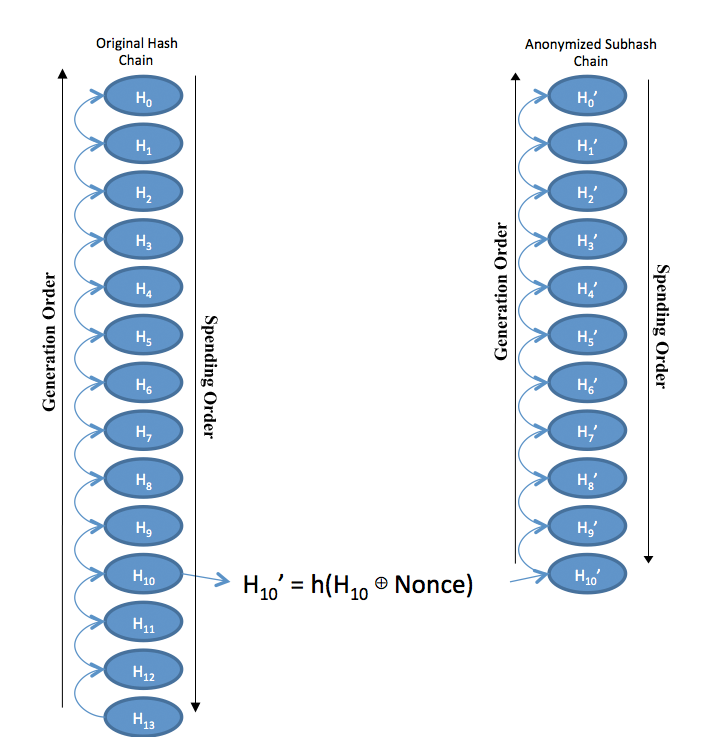 Original Hash
Chain
Generation Order
H₀
H₁
H₂
H₃
H₄
H₅
H₆
H₇
H₈
H₉
H₁₀
H₁₁
H₁₂
H₁₃
Spending Order
H₁₀’ = h(H₁₀ ⊕ Nonce)
Anonymized Subhash
Chain
Generation Order
H₀’
H₁’
H₂’
H₃’
H₄’
H₅’
H₆’
H₇’
H₈’
H₉’
H₁₀’
Spending Order